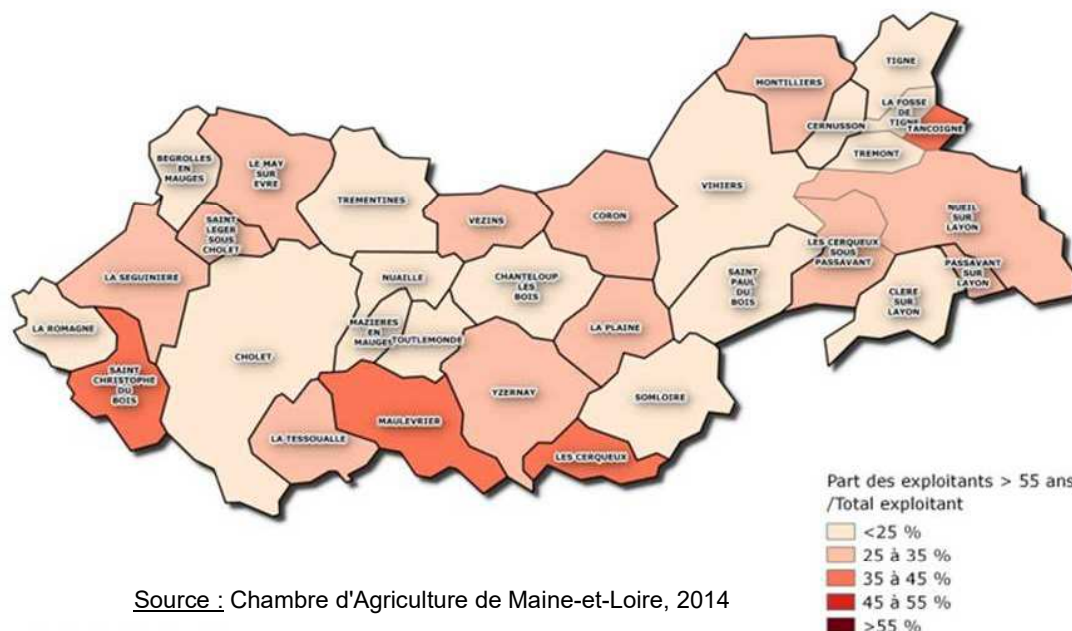 TIGNE
MONTILLIERS
LA FOSSE
DE
TIGNE
TANCOIGNE
CERNUSSON
TREMONT
BEGROLLES
EN
MAUGES
LE MAY
SUR
EVRE
TREMENTINES
VIHIERS
VEZINS
CORON
NUEIL
SUR
LAYON
SAINT
LEGER
SOUS
CHOLET
LES CERQUEUX
SOUS
PASSAVANT
LA SEGUINIERE
NUAILLE
CHANTELOUP
LES
BOIS
SAINT
PAUL
DU
BOIS
PASSAVANT
SUR
LAYON
CLERE
SUR
LAYON
LA ROMAGNE
MAZIERES
EN
MAUGES
TOUTLEMONDE
LA PLAINE
CHOLET
SAINT
CHRISTOPHE
DU
BOIS
YZERNAY
SOMLOIRE
MAULEVRIER
LA TESSOUALLE
LES CERQUEUX
Part des exploitants > 55 ans
/Total exploitant
<25 %
25 à 35 %
35 à 45 %
45 à 55 %
>55 %
Source : Chambre d'Agriculture de Maine-et-Loire, 2014